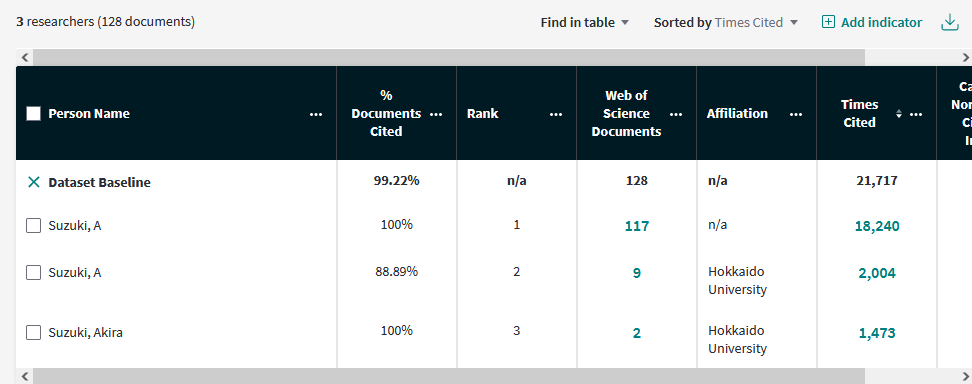 3 researchers (128 documents)
Find in table
Sorted by Times Cited
Add indicator
Person Name
%
Documents
Cited
Rank
Web of
Science
Documents
Affiliation
Times
Cited
Dataset Baseline 99.22% n/a 128 n/a 21,717
Suzuki, A 100% 1 117 n/a 18,240
Suzuki, A 88.89% 2 9 Hokkaido University 2,004
Suzuki, Akira 100% 3 2 Hokkaido University 1,473